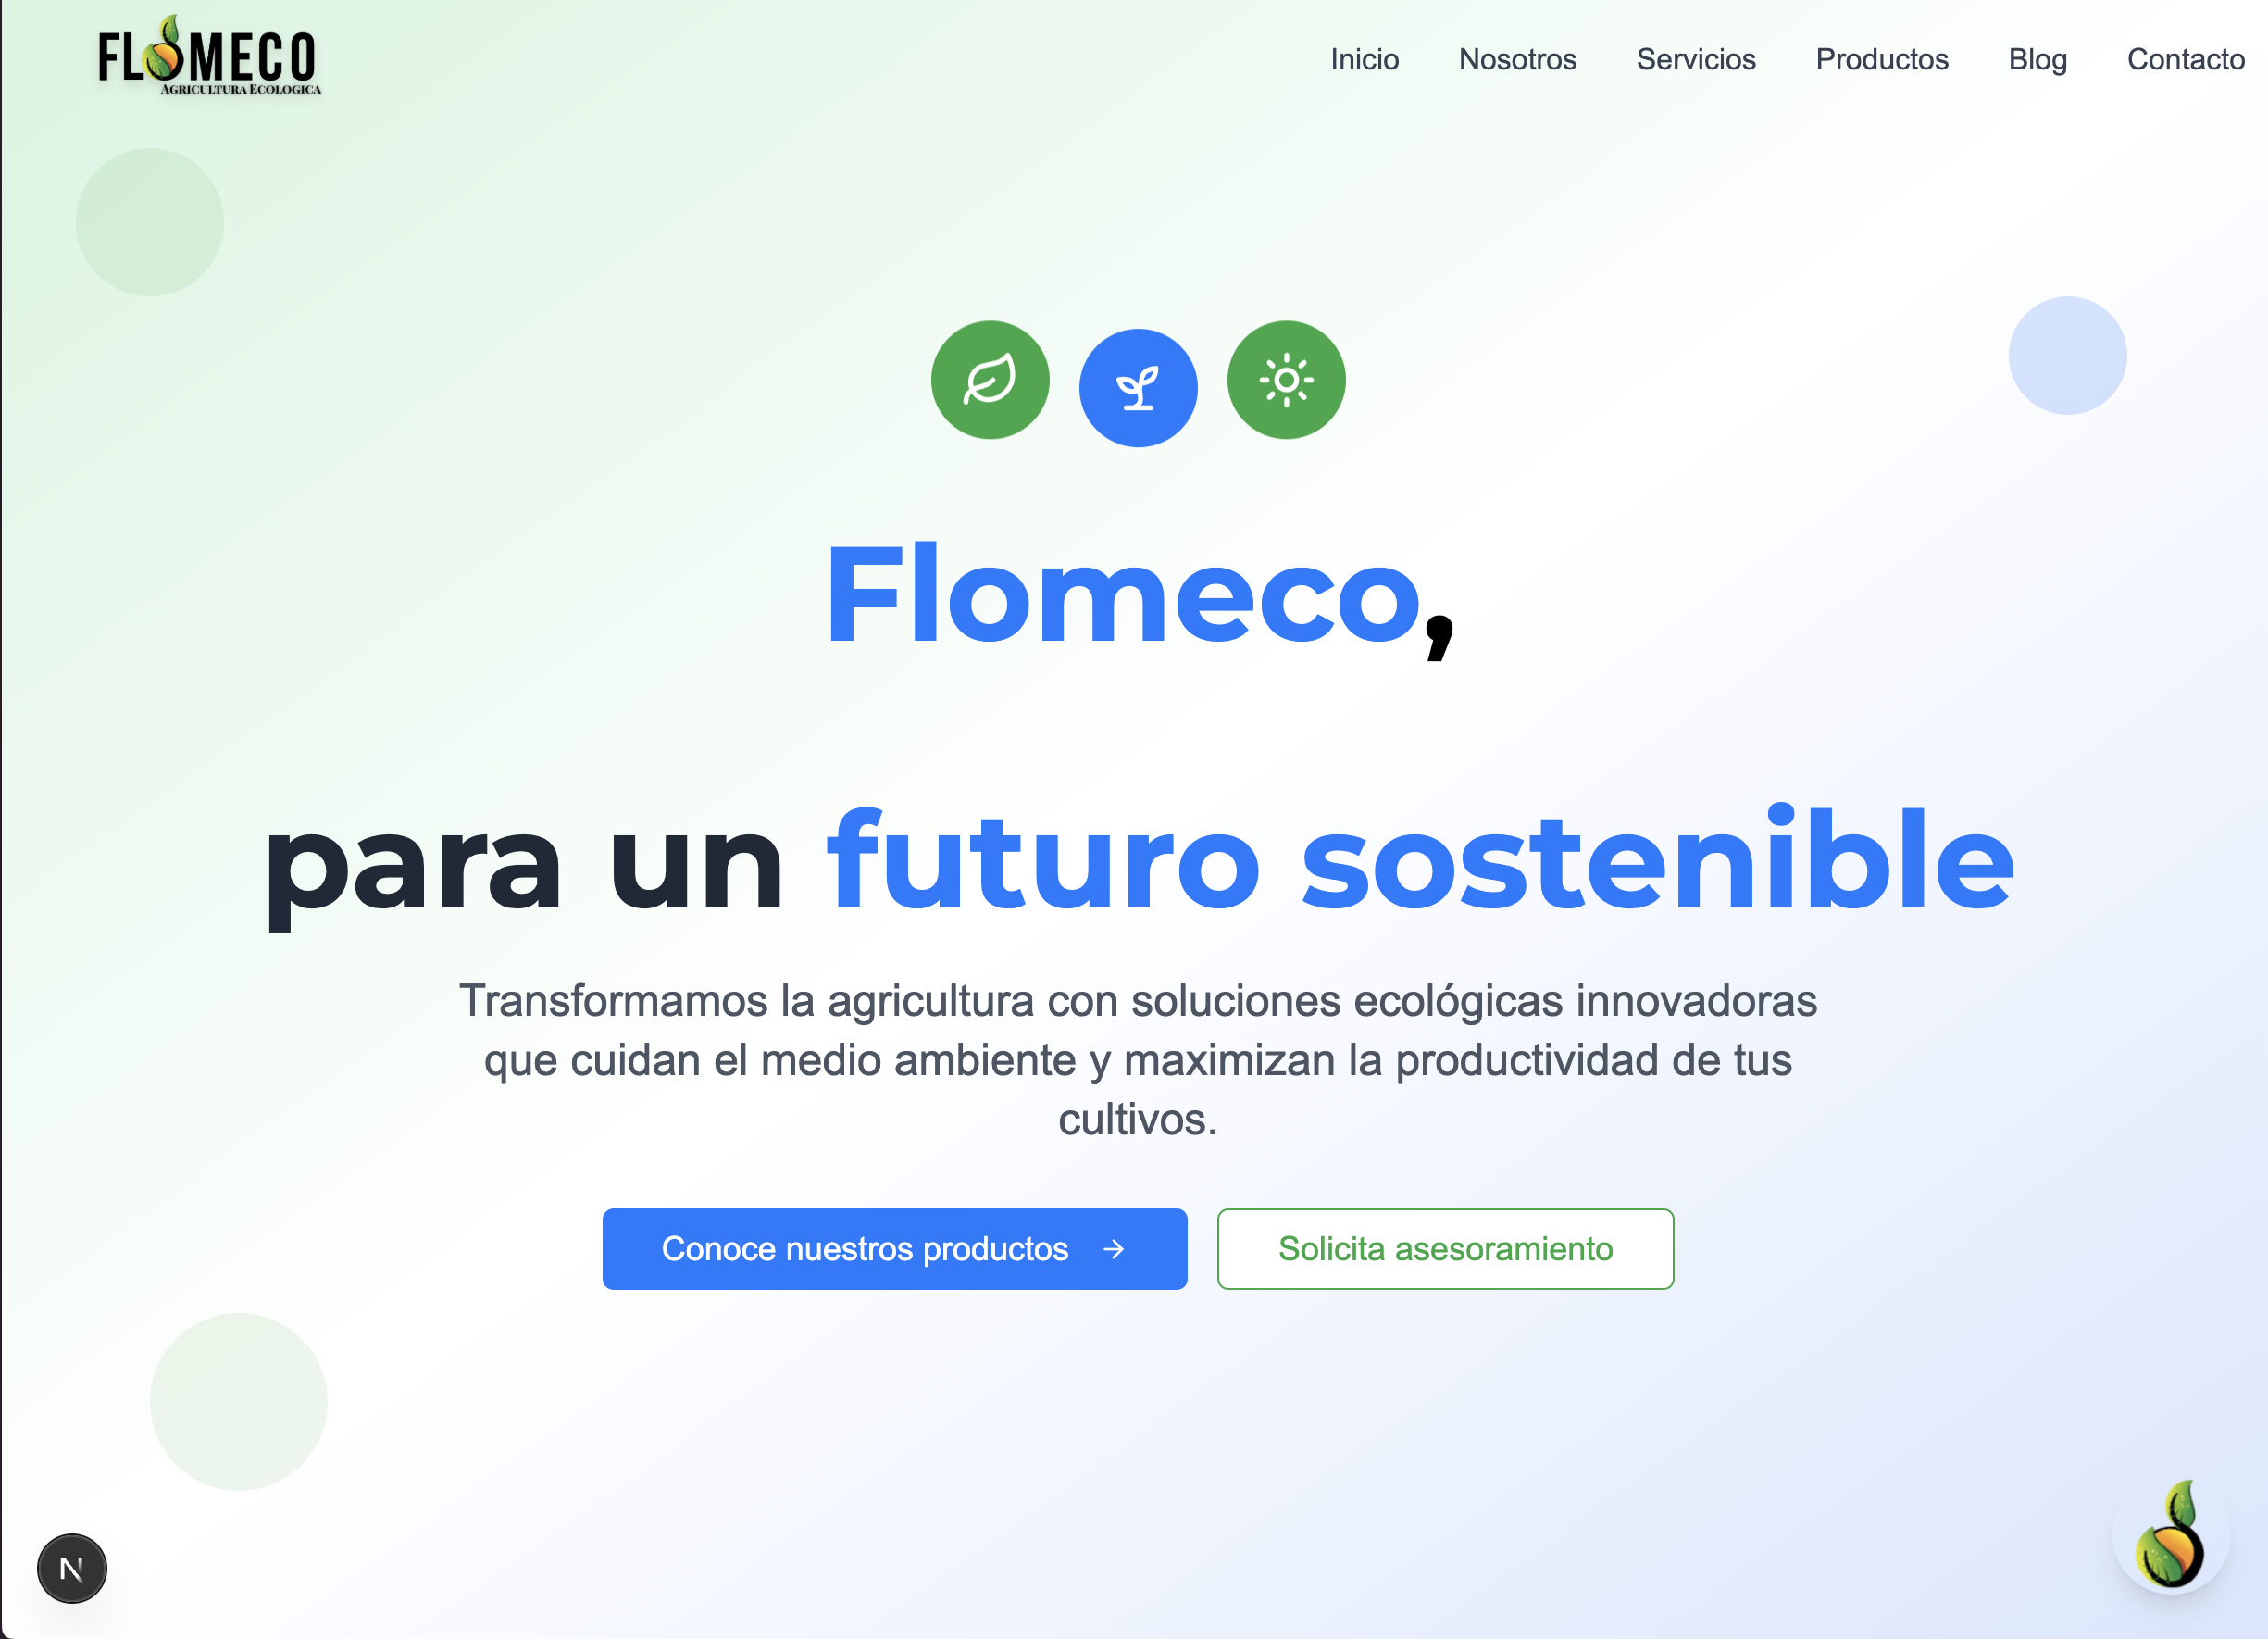 FLOMECO
AGRICULTURA ECOLOGICA
Inicio Nosotros Servicios Productos Blog Contacto
Flomeco,
para un futuro sostenible
Transformamos la agricultura con soluciones ecológicas innovadoras
que cuidan el medio ambiente y maximizan la productividad de tus
cultivos.
Conoce nuestros productos →
Solicita asesoramiento
N